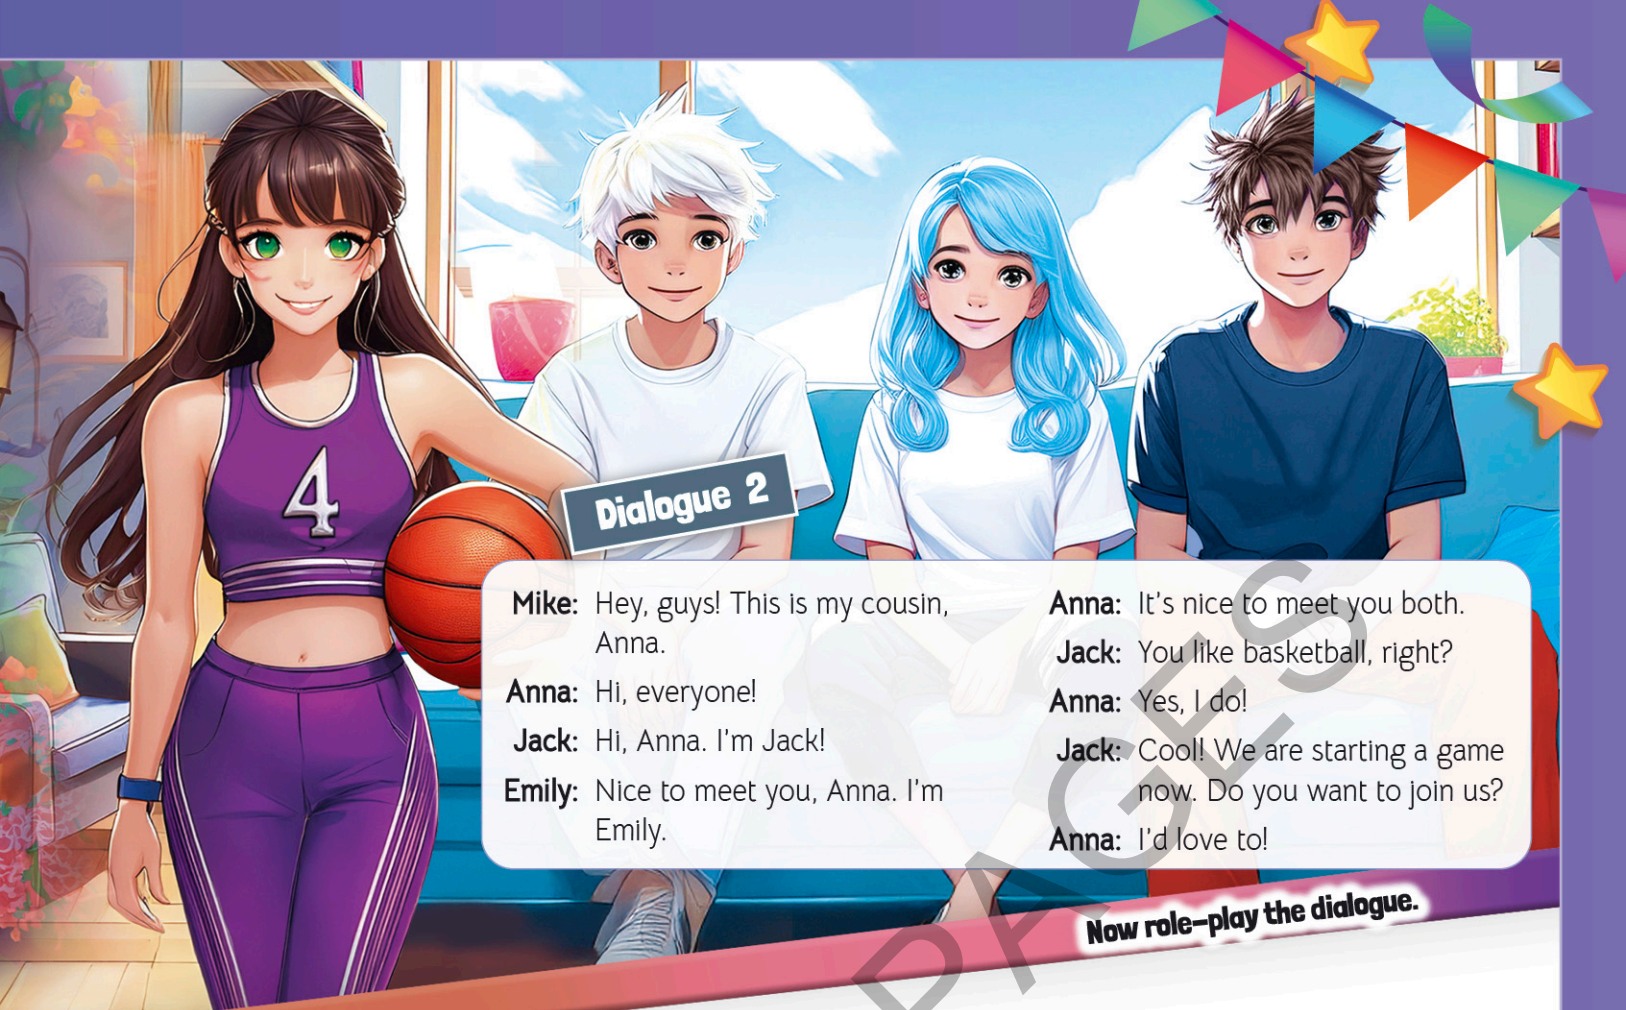 4
Dialogue 2
Mike: Hey, guys! This is my cousin,
Anna.
Anna: Hi, everyone!
Jack: Hi, Anna. I'm Jack!
Emily: Nice to meet you, Anna. I'm
Emily.
Anna: It's nice to meet you both.
Jack: You like basketball, right?
Anna: Yes, I do!
Jack: Cool! We are starting a game
now. Do you want to join us?
Anna: I'd love to!
Now role-play the dialogue.
PAGES